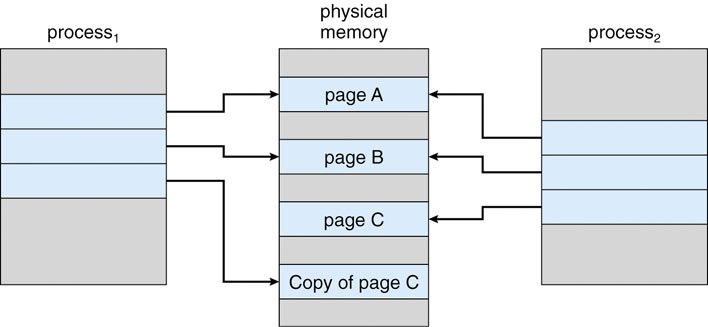 process₁
physical
memory
process₂
page A
page B
page C
Copy of page C